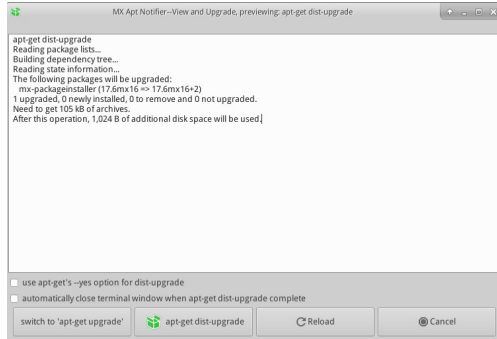 MX Apt Notifier--View and Upgrade, previewing: apt-get dist-upgrade
apt-get dist-upgrade
Reading package lists...
Building dependency tree...
Reading state information...
The following packages will be upgraded:
mx-packageinstaller (17.6mx16 => 17.6mx16+2)
1 upgraded, 0 newly installed, 0 to remove and 0 not upgraded.
Need to get 105 kB of archives.
After this operation, 1,024 B of additional disk space will be used.
use apt-get's --yes option for dist-upgrade
automatically close terminal window when apt-get dist-upgrade complete
switch to 'apt-get upgrade' apt-get dist-upgrade Reload Cancel